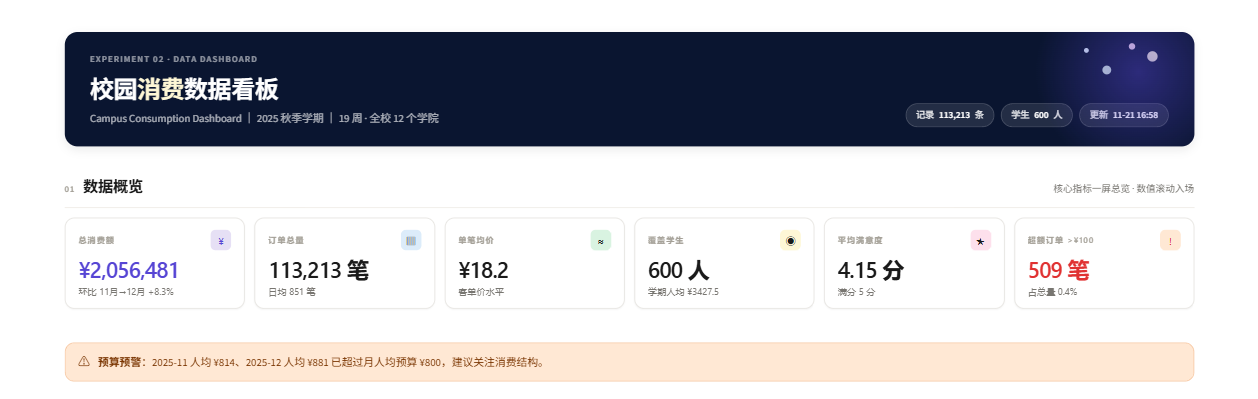 EXPERIMENT 02 · DATA DASHBOARD
校园消费数据看板
Campus Consumption Dashboard | 2025 秋季学期 | 19 周 · 全校 12 个学院
记录 113,213 条 学生 600 人 更新 11-21 16:58
01 数据概览
核心指标一屏总览 · 数值滚动入场
总消费额 ¥
¥2,056,481
环比 11月→12月 +8.3%
订单总量
113,213 笔
日均 851 笔
单笔均价 ≈
¥18.2
客单价水平
覆盖学生 ◉
600 人
学期人均 ¥3427.5
平均满意度 ★
4.15 分
满分 5 分
超额订单 >¥100 !
509 笔
占总量 0.4%
⚠ 预算预警：2025-11 人均 ¥814、2025-12 人均 ¥881 已超过月人均预算 ¥800，建议关注消费结构。